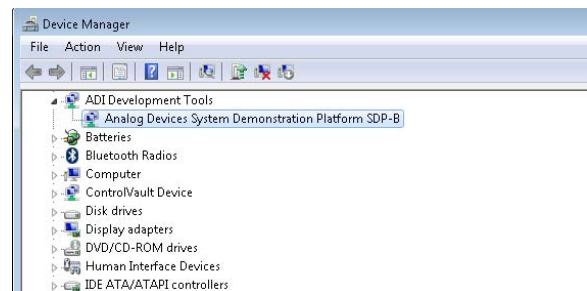 Device Manager
File Action View Help
ADI Development Tools
Analog Devices System Demonstration Platform SDP-B
Batteries
Bluetooth Radios
Computer
ControlVault Device
Disk drives
Display adapters
DVD/CD-ROM drives
Human Interface Devices
IDE ATA/ATAPI controllers